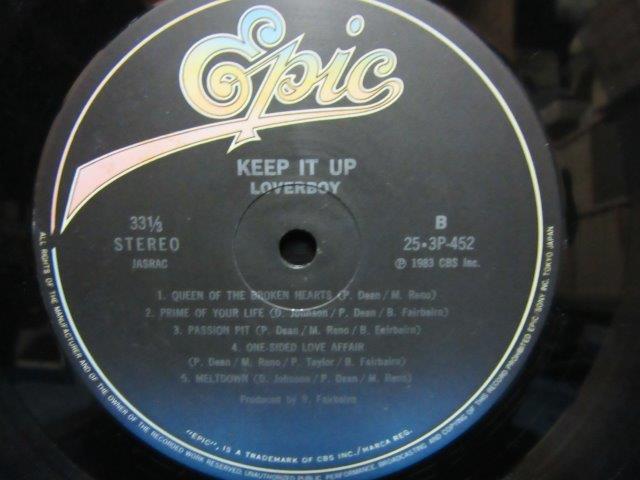 Epic
KEEP IT UP
LOVERBOY
33 1/3
STEREO
JASRAC
B
25・3P-452
Ⓟ 1983 CBS Inc.
1. QUEEN OF THE BROKEN HEARTS (P. Dean/M. Reno)
2. PRIME OF YOUR LIFE (D. Johnson/P. Dean/B. Fairbairn)
3. PASSION PIT (P. Dean/M. Reno/B. Fairbairn)
4. ONE-SIDED LOVE AFFAIR
(P. Dean/M. Reno/P. Taylor/B. Fairbairn)
5. MELTDOWN (D. Johnson/P. Dean/M. Reno)
Produced by B. Fairbairn
"EPIC", IS A TRADEMARK OF CBS INC./MARCA REG.
ALL RIGHTS OF THE MANUFACTURER AND OF THE OWNER OF THE RECORDED WORK RESERVED. UNAUTHORIZED PUBLIC PERFORMANCE, BROADCASTING AND COPYING OF THIS RECORD PROHIBITED EPIC SONY INC. TOKYO JAPAN